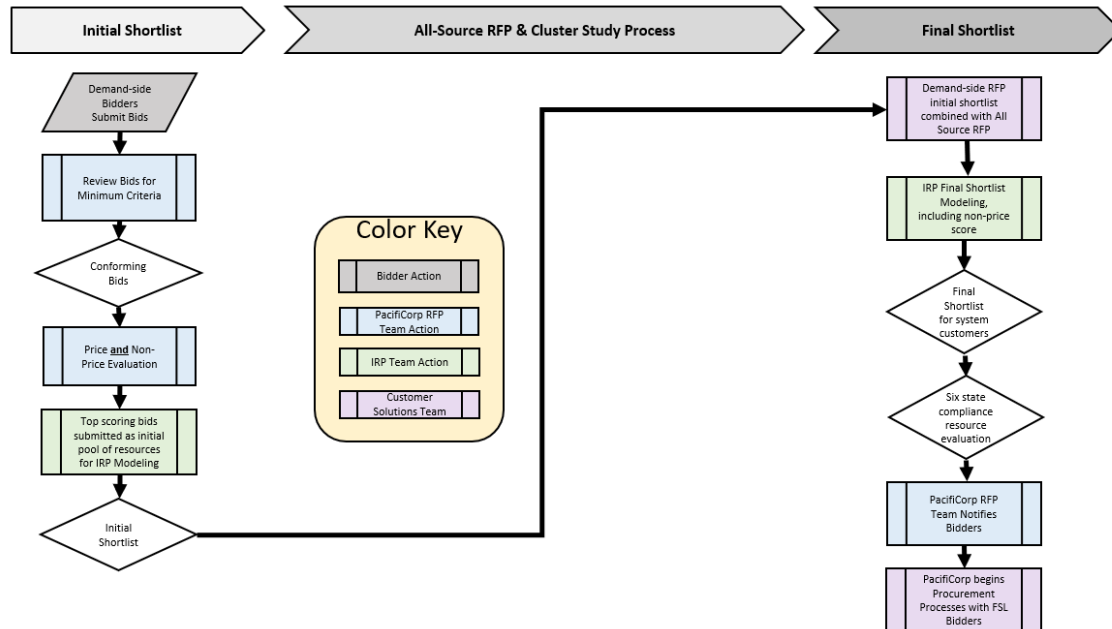 Initial Shortlist
All-Source RFP & Cluster Study Process
Final Shortlist
Demand-side
Bidders
Submit Bids
Review Bids for
Minimum Criteria
Conforming
Bids
Price and Non-
Price Evaluation
Top scoring bids
submitted as initial
pool of resources
for IRP Modeling
Initial
Shortlist
Color Key
Bidder Action
PacifiCorp RFP
Team Action
IRP Team Action
Customer
Solutions Team
Demand-side RFP
initial shortlist
combined with All
Source RFP
IRP Final Shortlist
Modeling,
including non-price
score
Final
Shortlist
for system
customers
Six state
compliance
resource
evaluation
PacifiCorp RFP
Team Notifies
Bidders
PacifiCorp begins
Procurement
Processes with FSL
Bidders